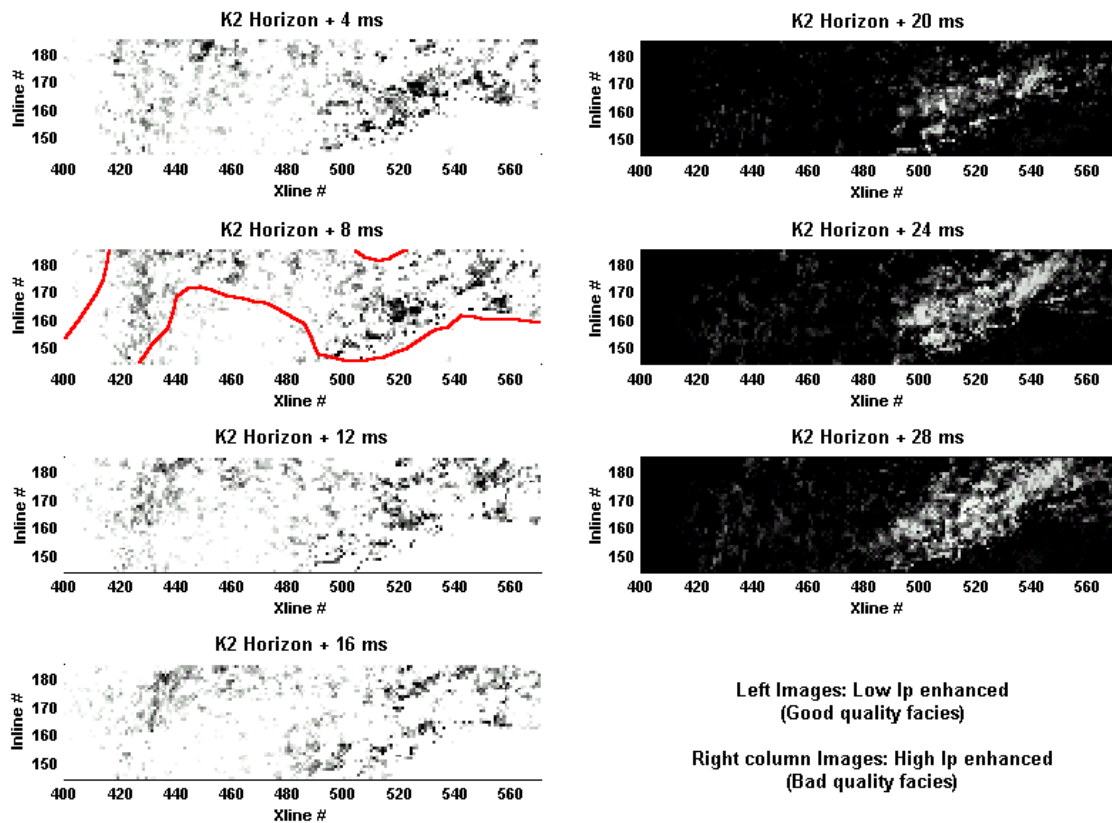 K2 Horizon + 4 ms
Inline #
180
170
160
150
400 420 440 460 480 500 520 540 560
Xline #
K2 Horizon + 8 ms
Inline #
180
170
160
150
400 420 440 460 480 500 520 540 560
Xline #
K2 Horizon + 12 ms
Inline #
180
170
160
150
400 420 440 460 480 500 520 540 560
Xline #
K2 Horizon + 16 ms
Inline #
180
170
160
150
400 420 440 460 480 500 520 540 560
Xline #
K2 Horizon + 20 ms
Inline #
180
170
160
150
400 420 440 460 480 500 520 540 560
Xline #
K2 Horizon + 24 ms
Inline #
180
170
160
150
400 420 440 460 480 500 520 540 560
Xline #
K2 Horizon + 28 ms
Inline #
180
170
160
150
400 420 440 460 480 500 520 540 560
Xline #
Left Images: Low Ip enhanced
(Good quality facies)
Right column Images: High Ip enhanced
(Bad quality facies)